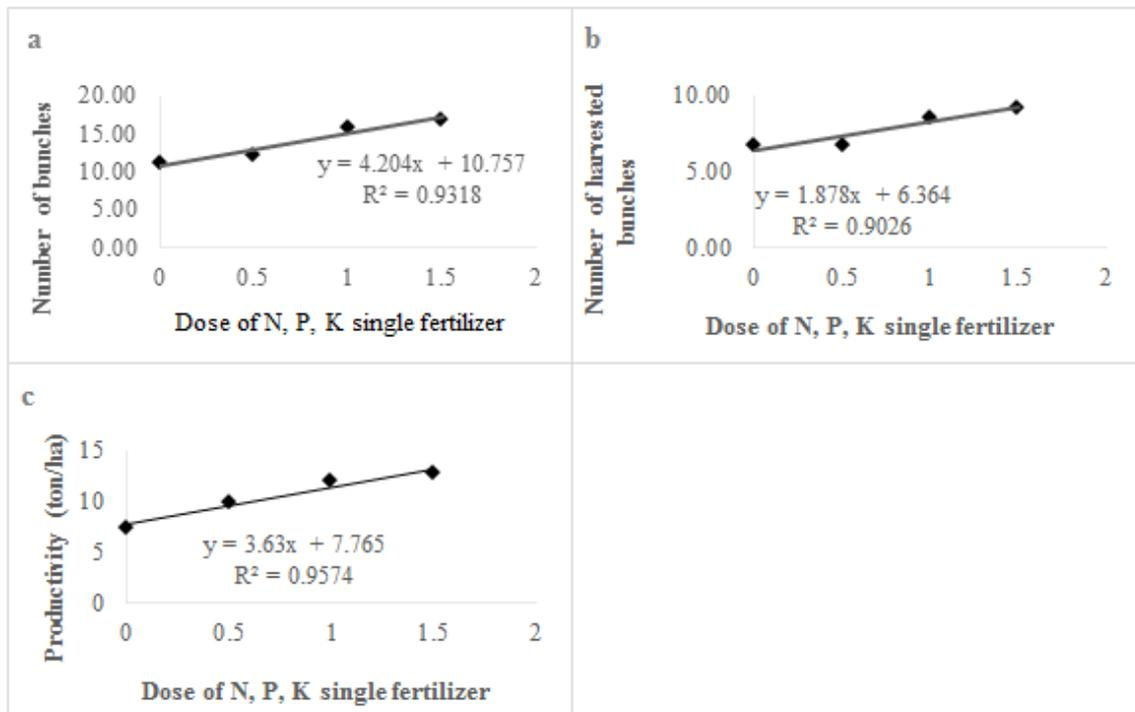 a
Number of bunches
20.00
15.00
10.00
5.00
0.00
y = 4.204x + 10.757
R² = 0.9318
0 0.5 1 1.5 2
Dose of N, P, K single fertilizer
b
Number of harvested
bunches
10.00
5.00
0.00
y = 1.878x + 6.364
R² = 0.9026
0 0.5 1 1.5 2
Dose of N, P, K single fertilizer
c
Productivity (ton/ha)
15
10
5
0
y = 3.63x + 7.765
R² = 0.9574
0 0.5 1 1.5 2
Dose of N, P, K single fertilizer